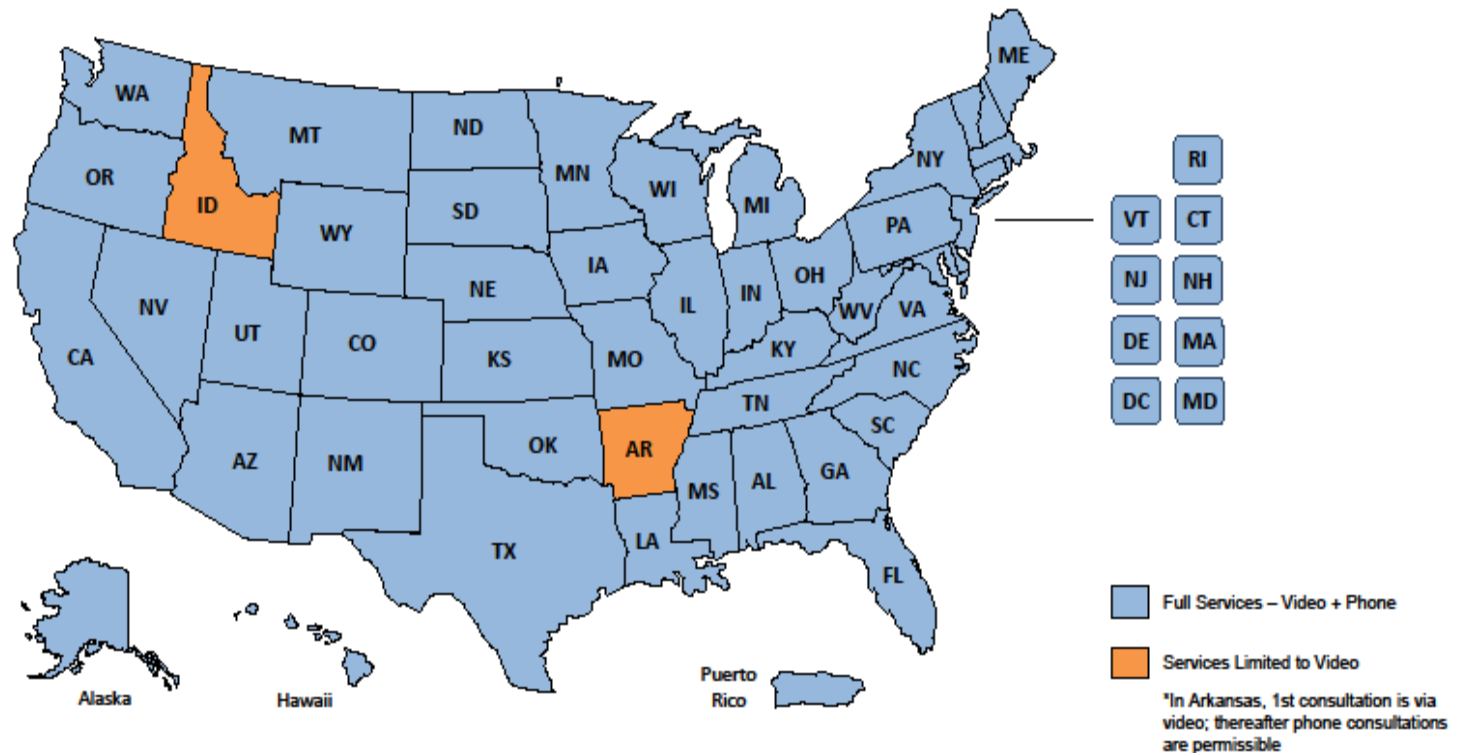 ME
WA
MT
ND
MN
OR
ID
WY
SD
WI
MI
NY
RI
VT
CT
PA
NJ
NH
IA
NE
NV
UT
CO
CA
IL
IN
OH
WV
VA
KS
MO
KY
DE
MA
NC
TN
DC
MD
SC
AZ
NM
OK
AR
MS
AL
GA
TX
LA
FL
Full Services – Video + Phone
Services Limited to Video
Alaska
Hawaii
Puerto
Rico
*In Arkansas, 1st consultation is via
video; thereafter phone consultations
are permissible